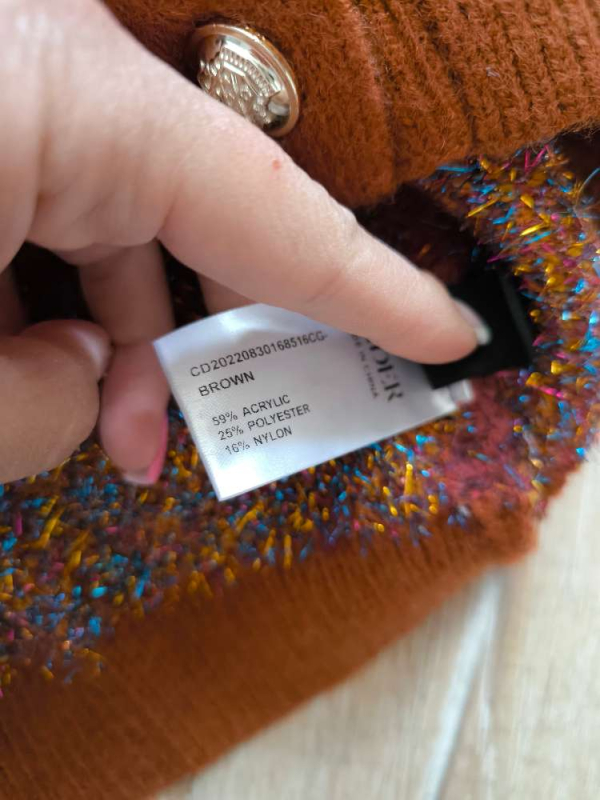 CD20220830168516CG-
BROWN
59% ACRYLIC
25% POLYESTER
16% NYLON